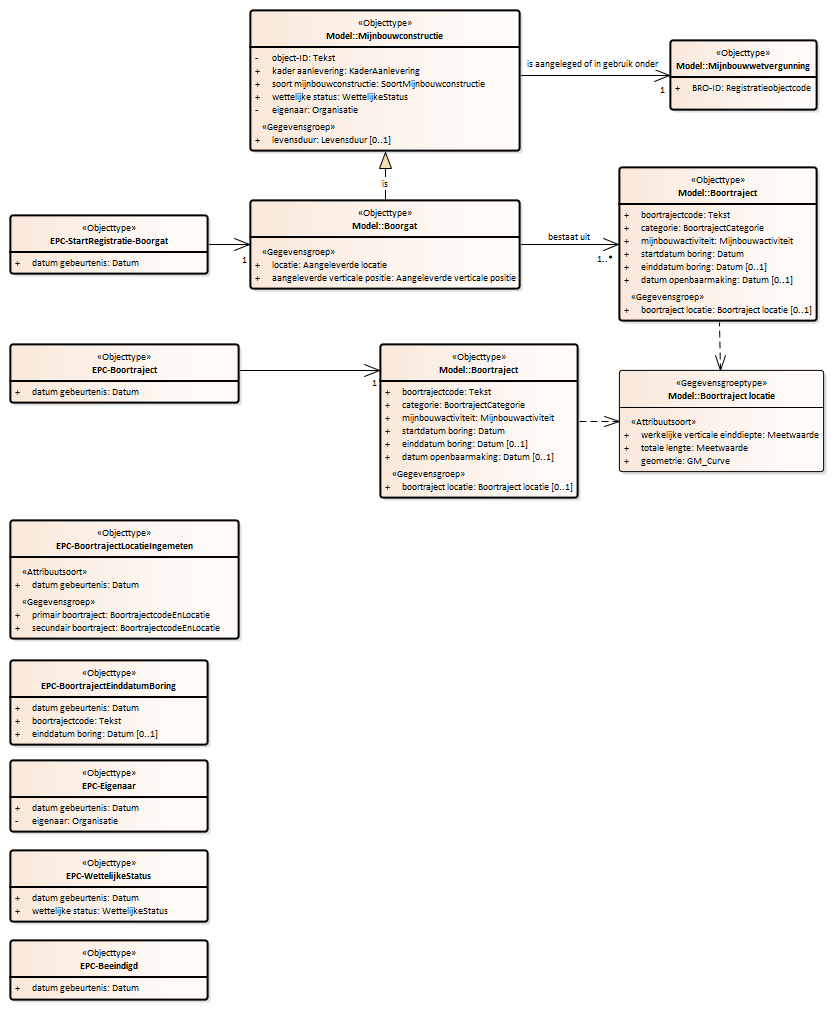 «Objecttype»
Model::Mijnbouwconstructie
- object-ID: Tekst
+ kader aanlevering: KaderAanlevering
+ soort mijnbouwconstructie: SoortMijnbouwconstructie
+ wettelijke status: WettelijkeStatus
- eigenaar: Organisatie
«Gegevensgroep»
+ levensduur: Levensduur [0..1]
is aangeleged of in gebruik onder
1
«Objecttype»
Model::Mijnbouwwetvergunning
+ BRO-ID: Registratieobjectcode
is
«Objecttype»
EPC-StartRegistratie-Boorgat
+ datum gebeurtenis: Datum
1
«Objecttype»
Model::Boorgat
«Gegevensgroep»
+ locatie: Aangeleverde locatie
+ aangeleverde verticale positie: Aangeleverde verticale positie
bestaat uit
1..*
«Objecttype»
Model::Boortraject
+ boortrajectcode: Tekst
+ categorie: BoortrajectCategorie
+ mijnbouwactiviteit: Mijnbouwactiviteit
+ startdatum boring: Datum
+ einddatum boring: Datum [0..1]
+ datum openbaarmaking: Datum [0..1]
«Gegevensgroep»
+ boortraject locatie: Boortraject locatie [0..1]
«Objecttype»
EPC-Boortraject
+ datum gebeurtenis: Datum
1
«Objecttype»
Model::Boortraject
+ boortrajectcode: Tekst
+ categorie: BoortrajectCategorie
+ mijnbouwactiviteit: Mijnbouwactiviteit
+ startdatum boring: Datum
+ einddatum boring: Datum [0..1]
+ datum openbaarmaking: Datum [0..1]
«Gegevensgroep»
+ boortraject locatie: Boortraject locatie [0..1]
«Gegevensgroeptype»
Model::Boortraject locatie
«Attribuutsoort»
+ werkelijke verticale einddiepte: Meetwaarde
+ totale lengte: Meetwaarde
+ geometrie: GM_Curve
«Objecttype»
EPC-BoortrajectLocatieIngemeten
«Attribuutsoort»
+ datum gebeurtenis: Datum
«Gegevensgroep»
+ primair boortraject: BoortrajectcodeEnLocatie
+ secundair boortraject: BoortrajectcodeEnLocatie
«Objecttype»
EPC-BoortrajectEinddatumBoring
+ datum gebeurtenis: Datum
+ boortrajectcode: Tekst
+ einddatum boring: Datum [0..1]
«Objecttype»
EPC-Eigenaar
+ datum gebeurtenis: Datum
- eigenaar: Organisatie
«Objecttype»
EPC-WettelijkeStatus
+ datum gebeurtenis: Datum
+ wettelijke status: WettelijkeStatus
«Objecttype»
EPC-Beeindigd
+ datum gebeurtenis: Datum